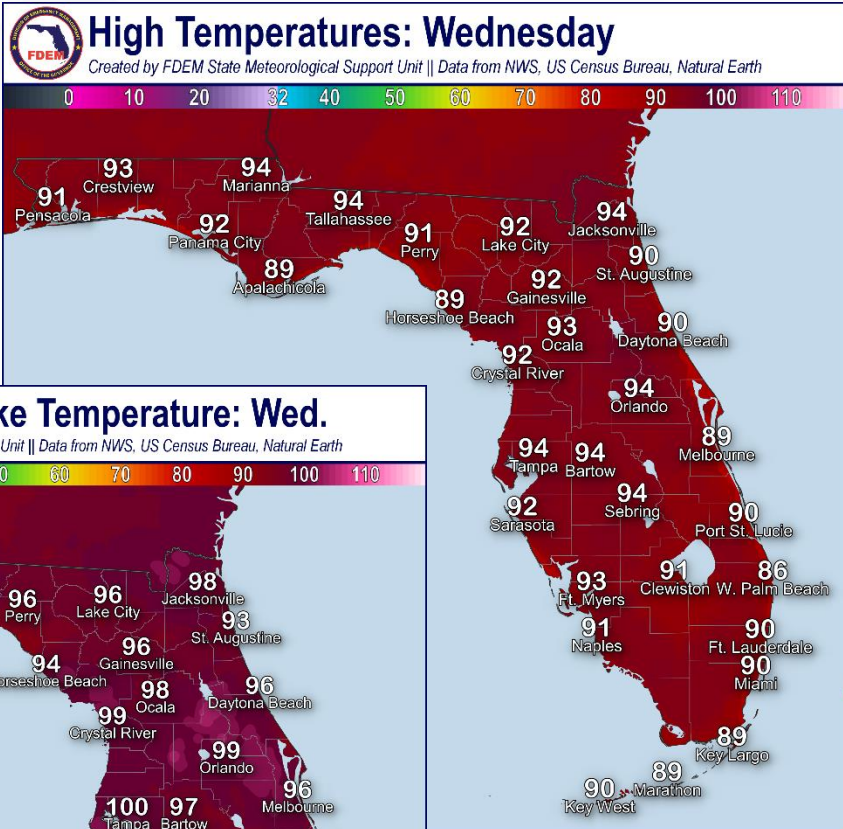 FDEM
High Temperatures: Wednesday
Created by FDEM State Meteorological Support Unit || Data from NWS, US Census Bureau, Natural Earth
0 10 20 32 40 50 60 70 80 90 100 110
93
Crestview
94
Marianna
91
Pensacola
94
Tallahassee
92
Panama City
91
Perry
92
Lake City
94
Jacksonville
90
St. Augustine
89
Apalachicola
92
Gainesville
89
Horseshoe Beach
93
Ocala
90
Daytona Beach
92
Crystal River
94
Orlando
89
Melbourne
94
Tampa
94
Bartow
94
Sebring
92
Sarasota
90
Port St. Lucie
93
Ft. Myers
91
Clewiston
86
W. Palm Beach
91
Naples
90
Ft. Lauderdale
90
Miami
89
Key Largo
89
Marathon
90
Key West
ke Temperature: Wed.
Unit || Data from NWS, US Census Bureau, Natural Earth
0 60 70 80 90 100 110
96
Perry
96
Lake City
98
Jacksonville
93
St. Augustine
96
Gainesville
94
orseshoe Beach
98
Ocala
96
Daytona Beach
99
Crystal River
99
Orlando
96
Melbourne
100
Tampa
97
Bartow